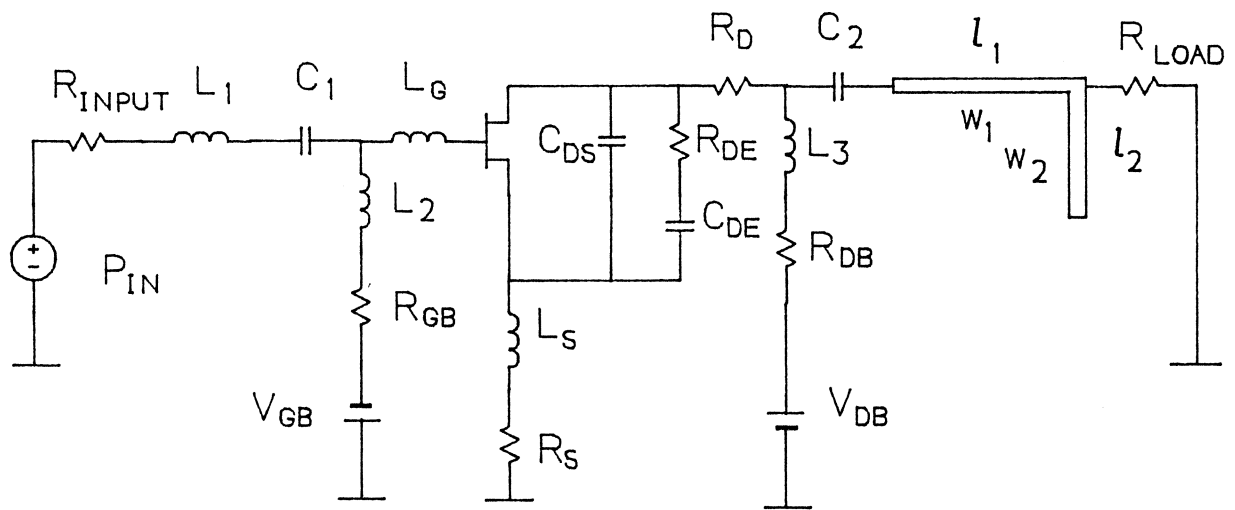 R_INPUT
L_1
C_1
L_G
R_D
C_2
l_1
R_LOAD
C_DS
R_DE
L_3
W_1
W_2
l_2
L_2
C_DE
R_DB
+
-
P_IN
R_GB
L_S
V_GB
V_DB
R_S